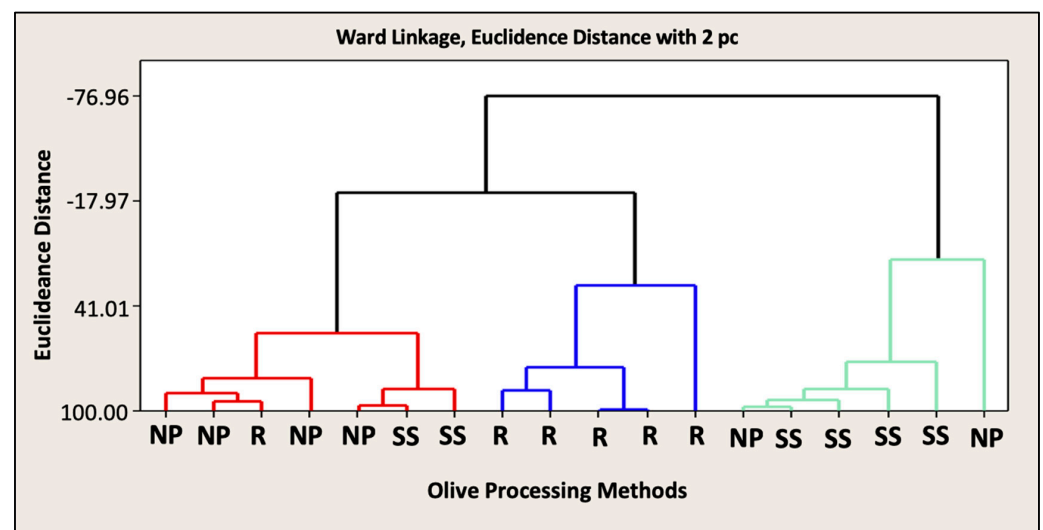 Ward Linkage, Euclidence Distance with 2 pc
Euclideance Distance
-76.96
-17.97
41.01
100.00
NP NP R NP NP SS SS R R R R R NP SS SS SS SS NP
Olive Processing Methods